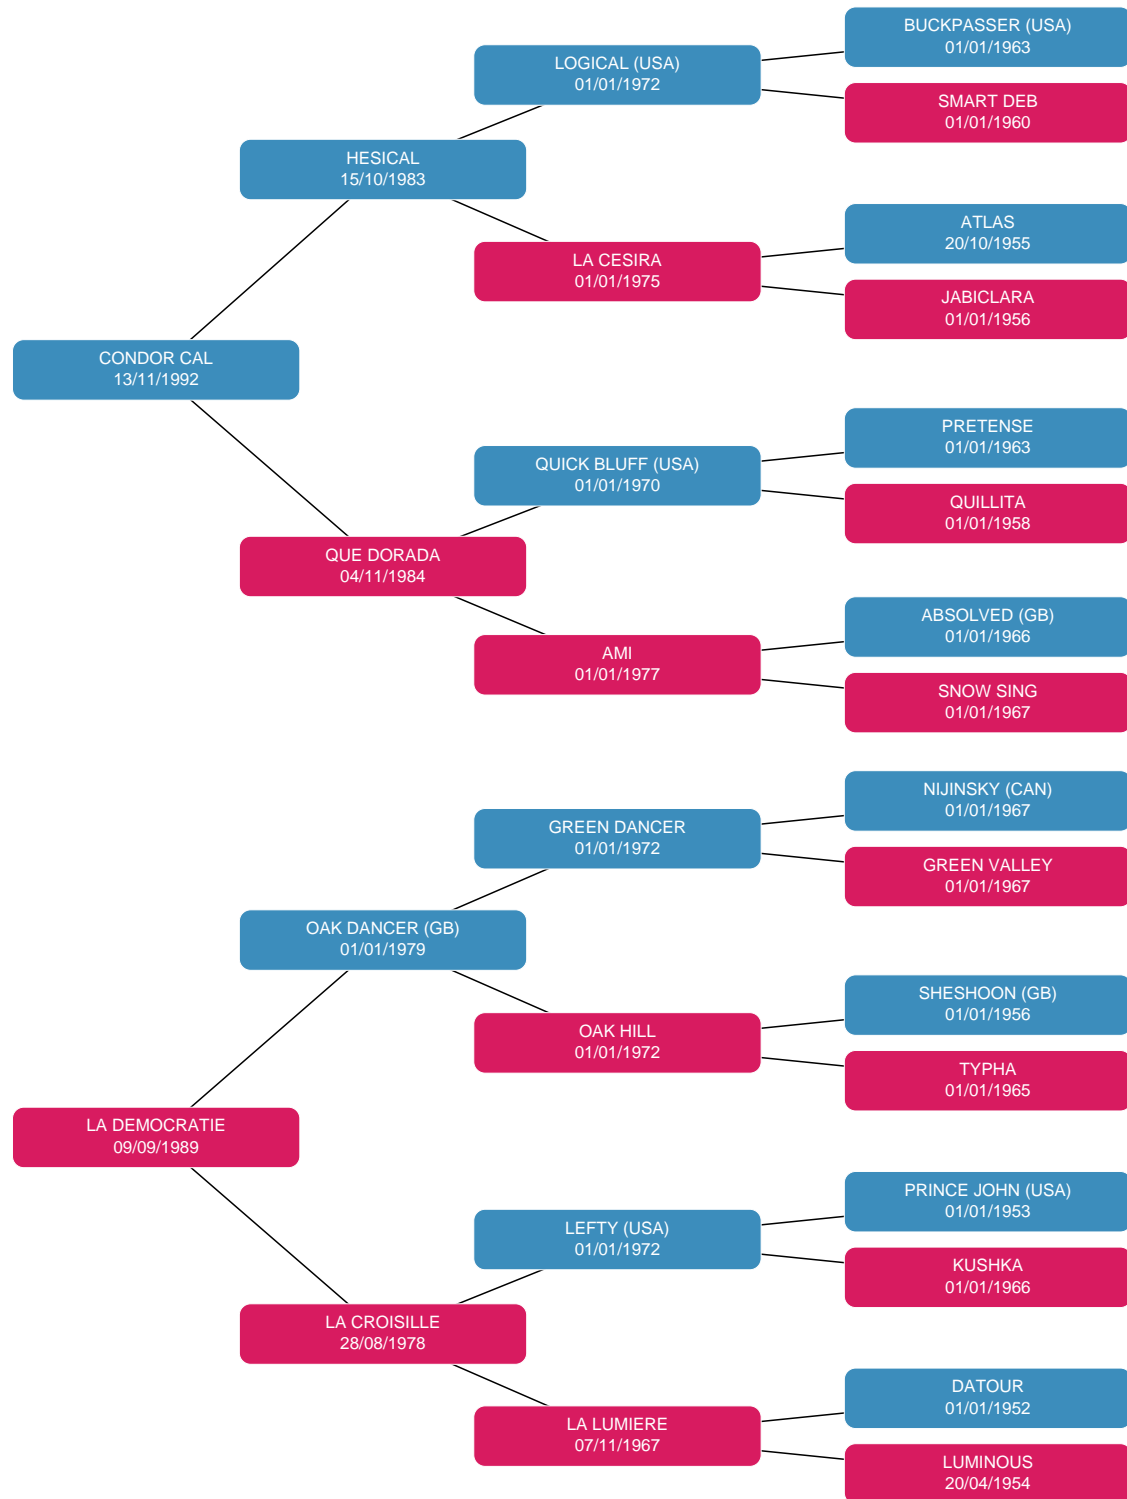 BUCKPASSER (USA)
01/01/1963
LOGICAL (USA)
01/01/1972
SMART DEB
01/01/1960
HESICAL
15/10/1983
ATLAS
20/10/1955
LA CESIRA
01/01/1975
JABICLARA
01/01/1956
CONDOR CAL
13/11/1992
PRETENSE
01/01/1963
QUICK BLUFF (USA)
01/01/1970
QUILLITA
01/01/1958
QUE DORADA
04/11/1984
ABSOLVED (GB)
01/01/1966
AMI
01/01/1977
SNOW SING
01/01/1967
NIJINSKY (CAN)
01/01/1967
GREEN DANCER
01/01/1972
GREEN VALLEY
01/01/1967
OAK DANCER (GB)
01/01/1979
SHESHOON (GB)
01/01/1956
OAK HILL
01/01/1972
TYPHA
01/01/1965
LA DEMOCRATIE
09/09/1989
PRINCE JOHN (USA)
01/01/1953
LEFTY (USA)
01/01/1972
KUSHKA
01/01/1966
LA CROISILLE
28/08/1978
DATOUR
01/01/1952
LA LUMIERE
07/11/1967
LUMINOUS
20/04/1954